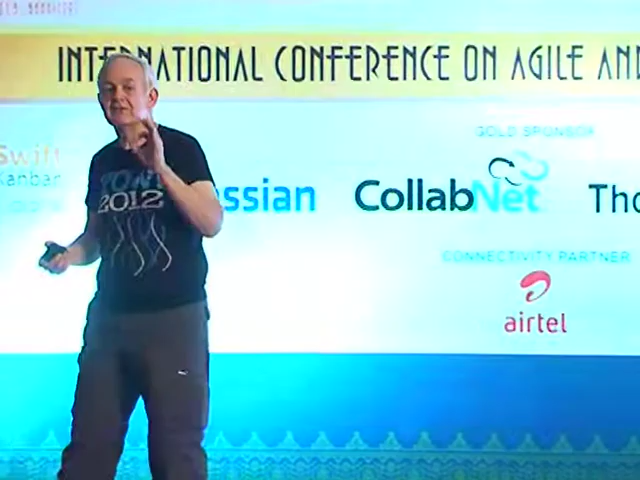 INTERNATIONAL CONFERENCE ON AGILE AND
GOLD SPONSOR
Swift
Kanban
ssian
CollabNet
Tho
2012
CONNECTIVITY PARTNER
airtel